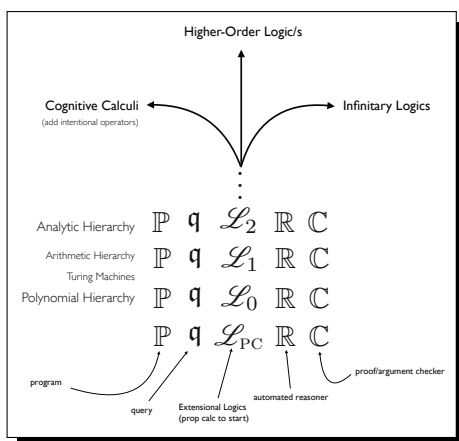 Higher-Order Logic/s
Cognitive Calculi
(add intentional operators)
Infinitary Logics
Analytic Hierarchy ℙ 𝔮 ℒ₂ ℝ ℂ
Arithmetic Hierarchy ℙ 𝔮 ℒ₁ ℝ ℂ
Turing Machines
Polynomial Hierarchy ℙ 𝔮 ℒ₀ ℝ ℂ
ℙ 𝔮 ℒ_PC ℝ ℂ
program
query
Extensional Logics
(prop calc to start)
automated reasoner
proof/argument checker